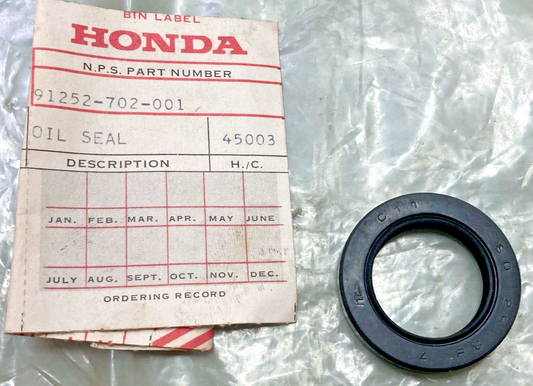 BIN LABEL
HONDA
N.P.S. PART NUMBER
91252-702-001
OIL SEAL 45003
DESCRIPTION H./C.
JAN. FEB. MAR. APR. MAY JUNE
JULY AUG. SEPT. OCT. NOV. DEC.
ORDERING RECORD